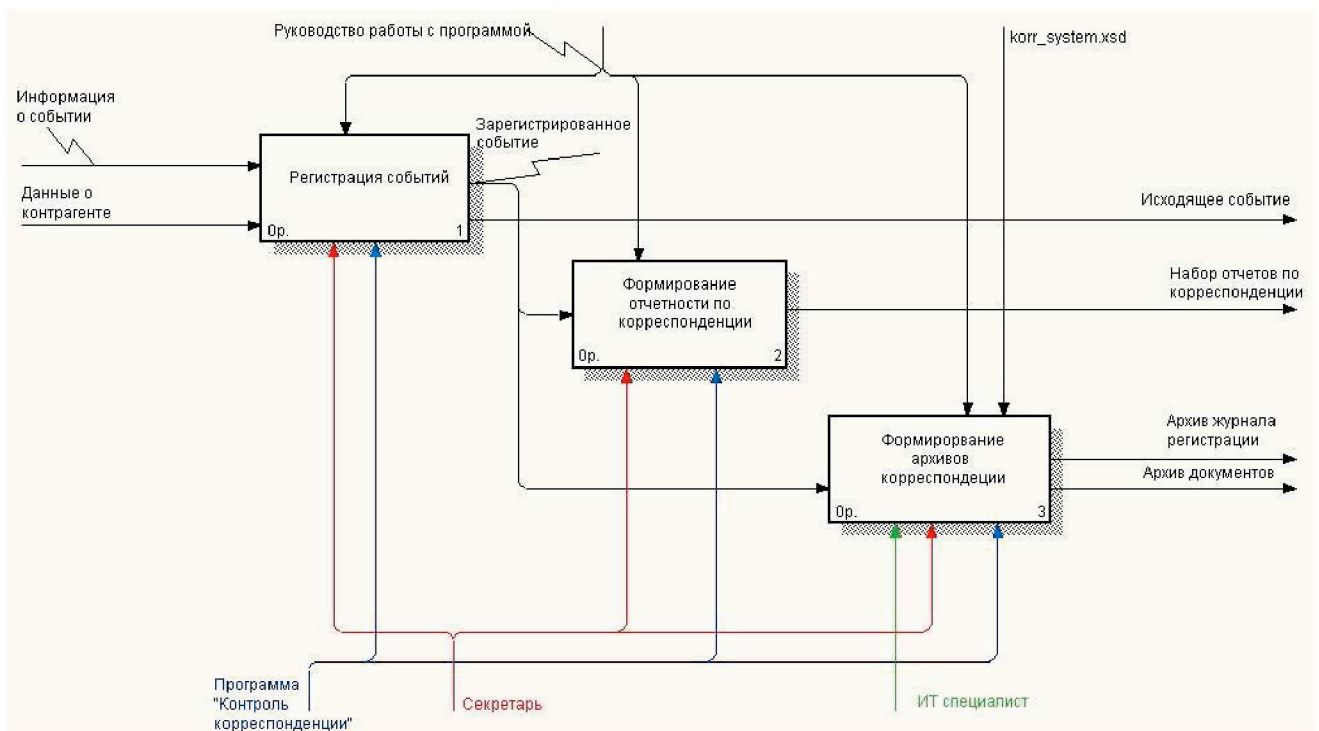 Руководство работы с программой
korr_system.xsd
Информация
о событии
Зарегистрированное
событие
Регистрация событий
0р.
1
Данные о
контрагенте
Исходящее событие
Формирование
отчетности по
корреспонденции
0р.
2
Набор отчетов по
корреспонденции
Формирорвание
архивов
корреспондеции
0р.
3
Архив журнала
регистрации
Архив документов
Программа
"Контроль
корреспонденции"
Секретарь
ИТ специалист